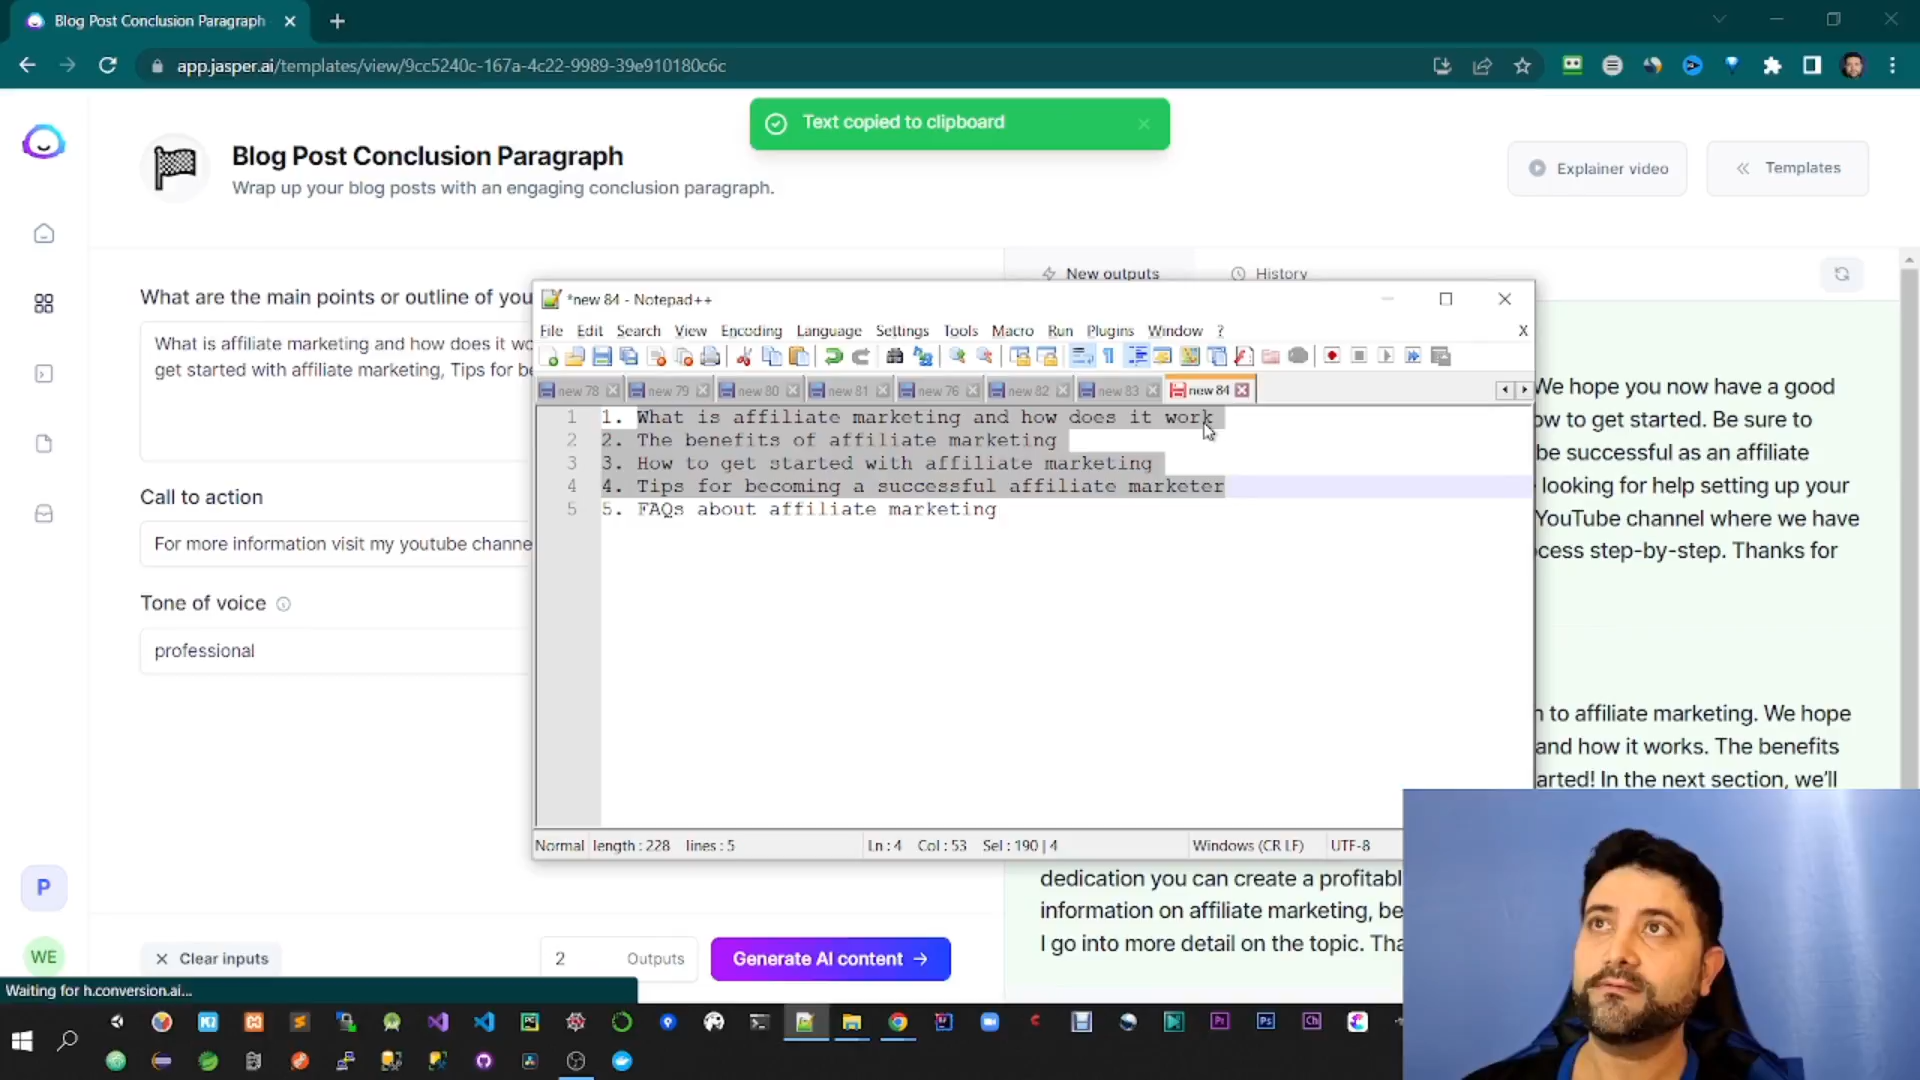 Blog Post Conclusion Paragraph
app.jasper.ai/templates/view/9cc5240c-167a-4c22-9989-39e910180c6c
Text copied to clipboard
Blog Post Conclusion Paragraph
Wrap up your blog posts with an engaging conclusion paragraph.
Explainer video
Templates
New outputs
History
What are the main points or outline of you
What is affiliate marketing and how does it wo
get started with affiliate marketing, Tips for be
Call to action
For more information visit my youtube channe
Tone of voice
professional
*new 84 - Notepad++
File Edit Search View Encoding Language Settings Tools Macro Run Plugins Window ?
X
new 78 new 79 new 80 new 81 new 76 new 82 new 83 new 84
1 1. What is affiliate marketing and how does it work
2 2. The benefits of affiliate marketing
3 3. How to get started with affiliate marketing
4 4. Tips for becoming a successful affiliate marketer
5 5. FAQs about affiliate marketing
Normal length : 228 lines : 5 Ln : 4 Col : 53 Sel : 190 | 4 Windows (CR LF) UTF-8
We hope you now have a good
ow to get started. Be sure to
be successful as an affiliate
looking for help setting up your
YouTube channel where we have
cess step-by-step. Thanks for
n to affiliate marketing. We hope
and how it works. The benefits
arted! In the next section, we'll
dedication you can create a profitabl
information on affiliate marketing, be
I go into more detail on the topic. Tha
P
WE
Clear inputs
2 Outputs
Generate AI content
Waiting for h.conversion.ai...